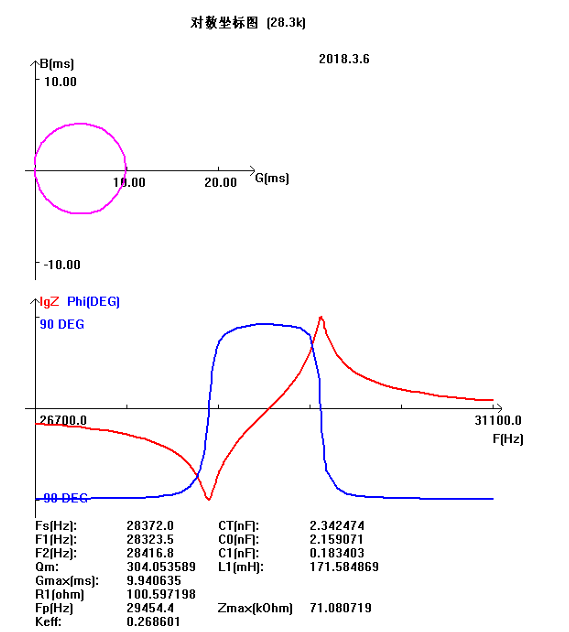 对数坐标图 (28.3k)
2018.3.6
B(ms)
10.00
10.00 20.00 G(ms)
-10.00
lgZ Phi(DEG)
90 DEG
26700.0 31100.0
F(Hz)
-90 DEG
Fs(Hz): 28372.0 CT(nF): 2.342474
F1(Hz): 28323.5 C0(nF): 2.159071
F2(Hz): 28416.8 C1(nF): 0.183403
Qm: 304.053589 L1(mH): 171.584869
Gmax(ms): 9.940635
R1(ohm) 100.597198
Fp(Hz) 29454.4 Zmax(kOhm) 71.080719
Keff: 0.268601